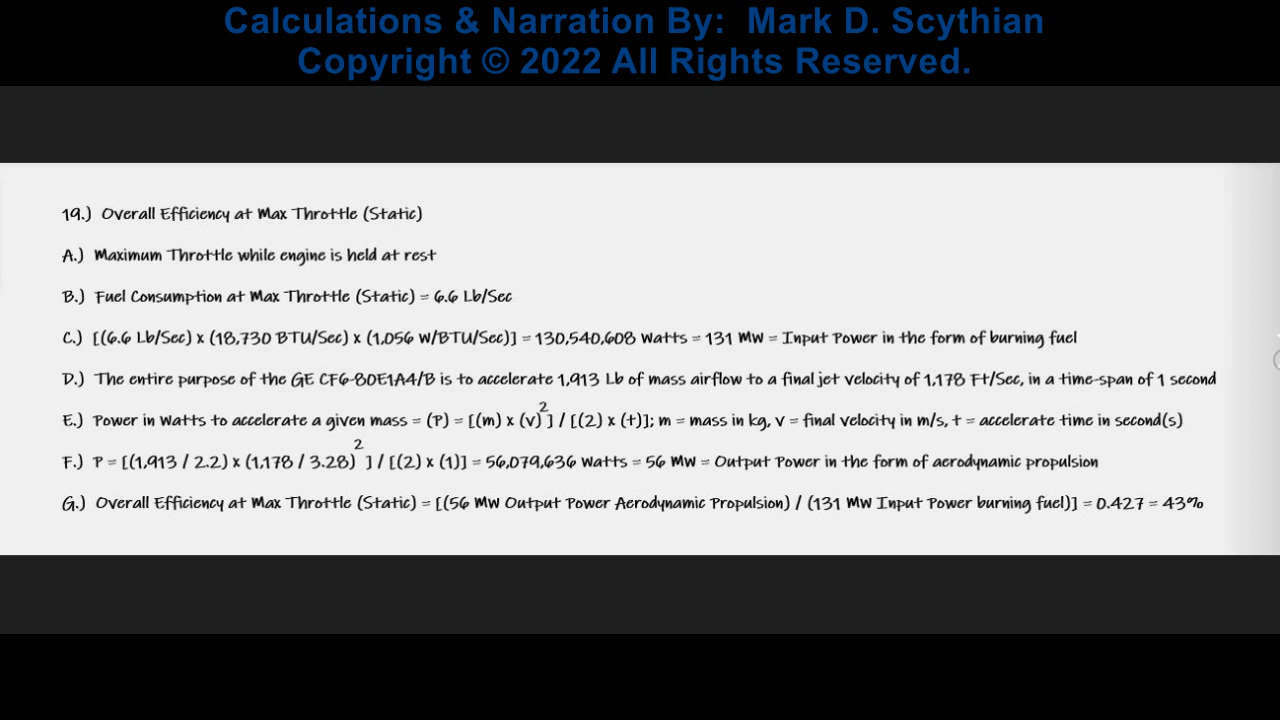 Calculations & Narration By: Mark D. Scythian
Copyright © 2022 All Rights Reserved.
19.) Overall Efficiency at Max Throttle (Static)
A.) Maximum Throttle while engine is held at rest
B.) Fuel Consumption at Max Throttle (Static) = 6.6 Lb/Sec
C.) [(6.6 Lb/Sec) x (18,730 BTU/Sec) x (1,056 W/BTU/Sec)] = 130,540,608 Watts = 131 MW = Input Power in the form of burning fuel
D.) The entire purpose of the GE CF6-80E1A4/B is to accelerate 1,913 Lb of mass airflow to a final jet velocity of 1,178 Ft/Sec, in a time-span of 1 second
E.) Power in Watts to accelerate a given mass = (P) = [(m) x (v)²] / [(2) x (t)]; m = mass in kg, v = final velocity in m/s, t = accelerate time in second(s)
F.) P = [(1,913 / 2.2) x (1,178 / 3.28)²] / [(2) x (1)] = 56,079,636 Watts = 56 MW = Output Power in the form of aerodynamic propulsion
G.) Overall Efficiency at Max Throttle (Static) = [(56 MW Output Power Aerodynamic Propulsion) / (131 MW Input Power burning fuel)] = 0.427 = 43%